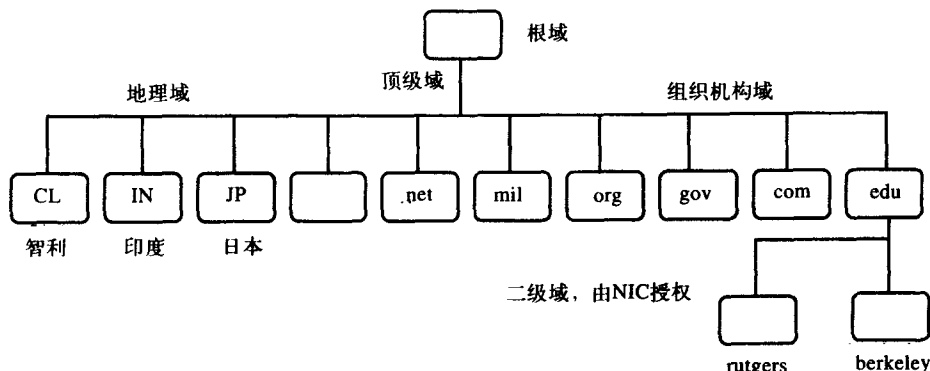 根域
顶级域
地理域
组织机构域
CL
IN
JP
.net
mil
org
gov
com
edu
智利
印度
日本
二级域，由NIC授权
rutgers
berkeley